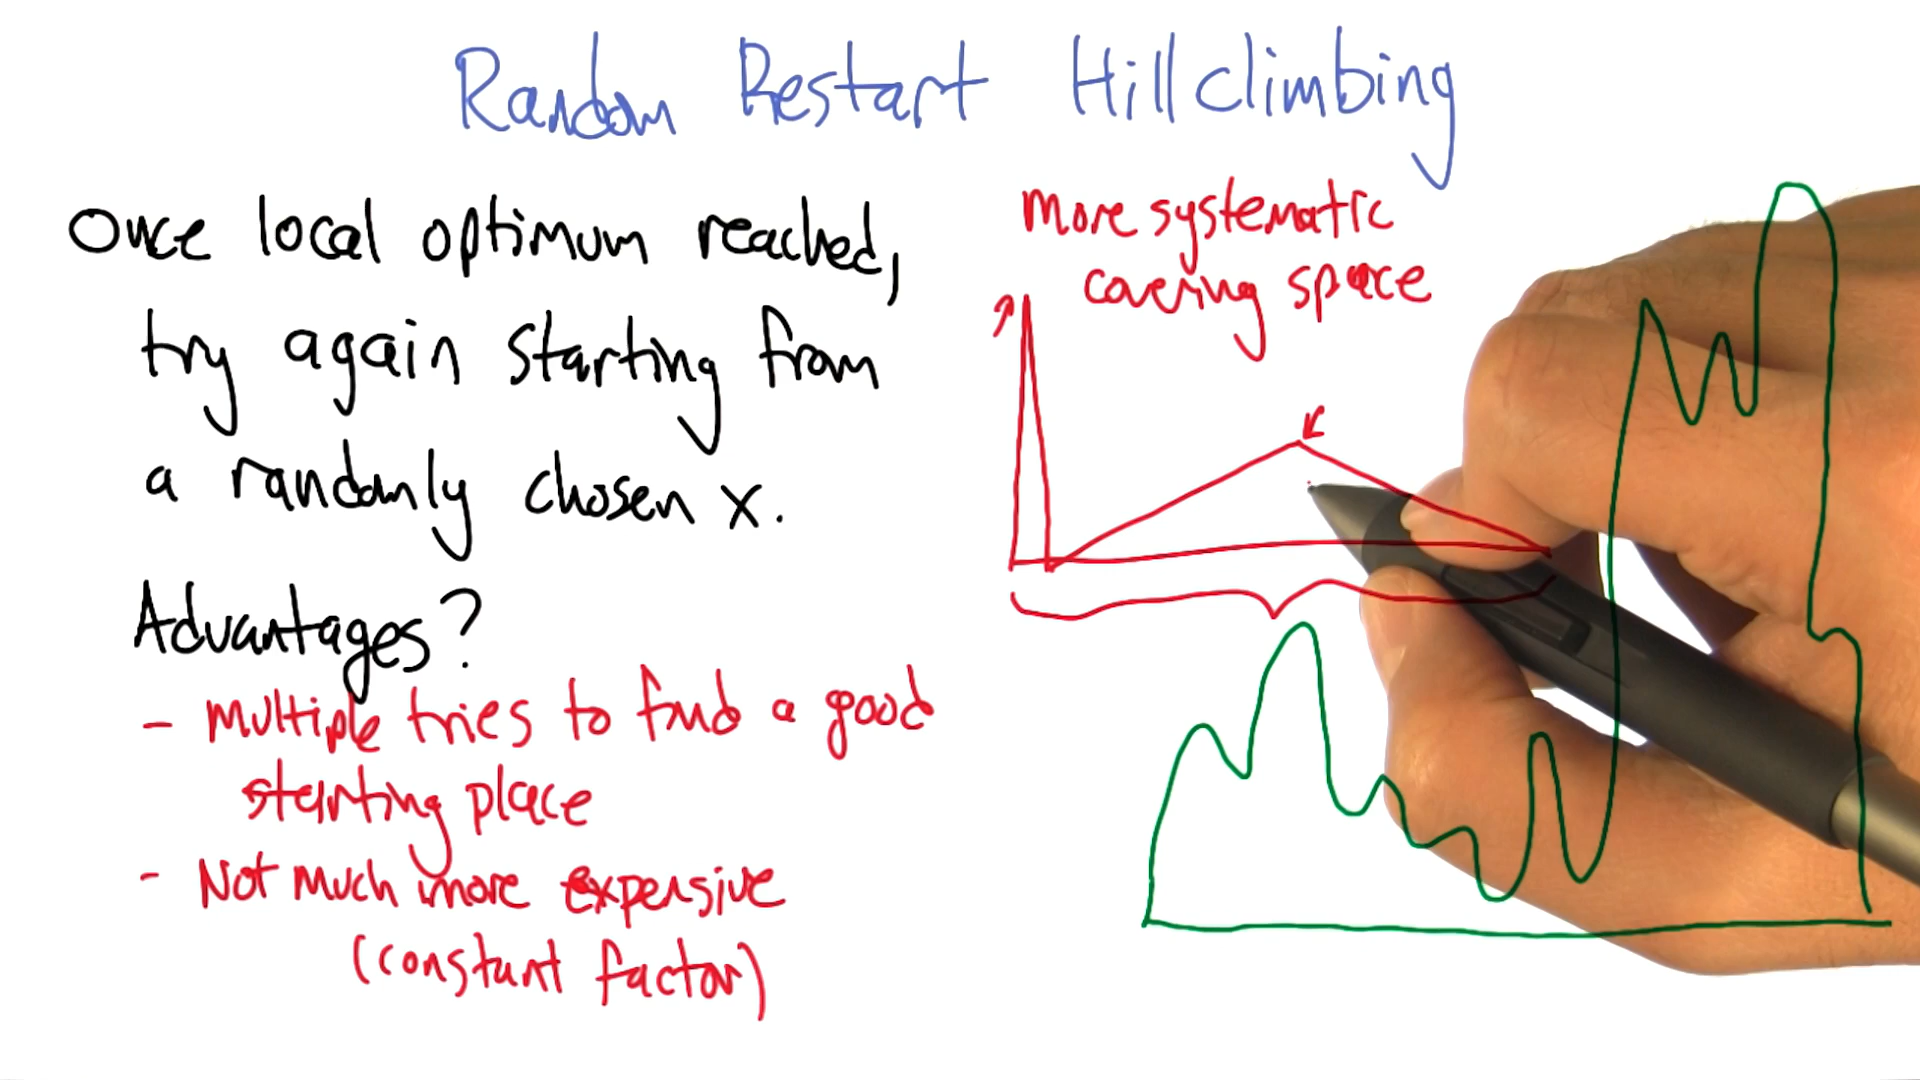 Random Restart Hillclimbing
Once local optimum reached,
try again starting from
a randomly chosen x.
Advantages?
- multiple tries to find a good
starting place
- Not much more expensive
(constant factor)
more systematic
covering space